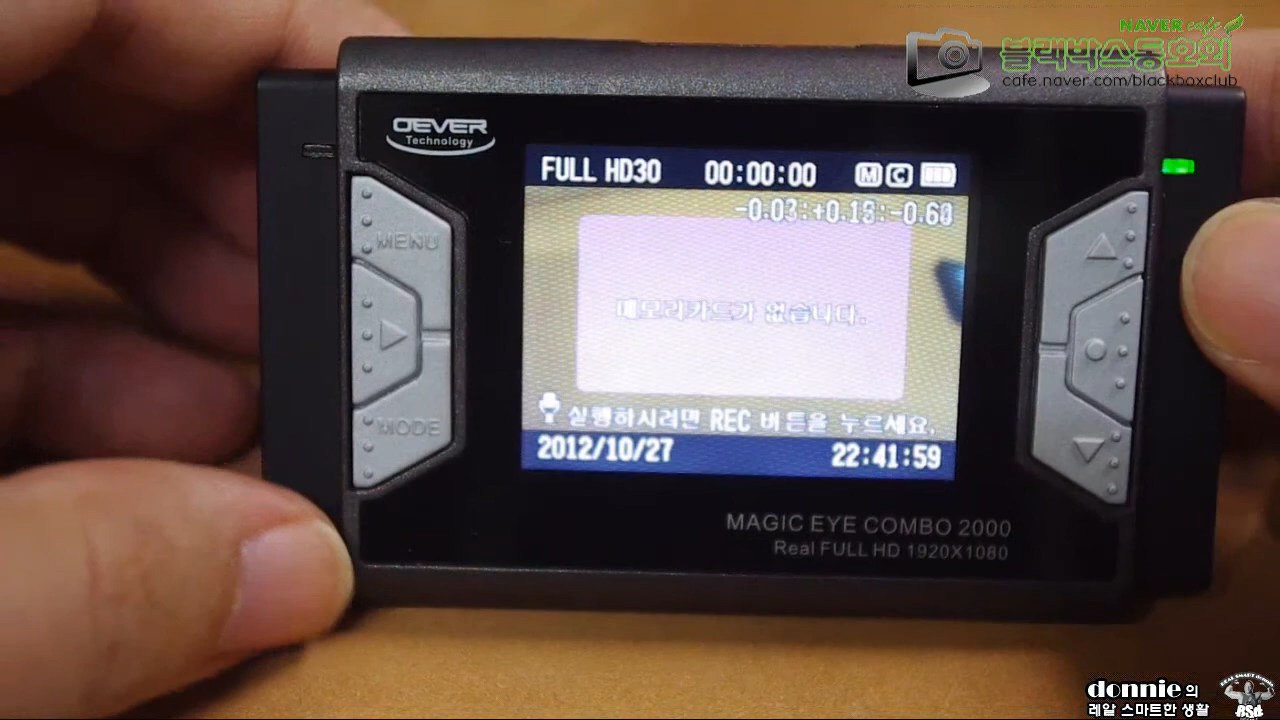 NAVER cafe
블랙박스동호회
cafe.naver.com/blackboxclub
OEVER
Technology
FULL HD30 00:00:00 M C
-0.03:+0.15:-0.60
MENU
메모리카드가 없습니다.
MODE
실행하시려면 REC 버튼을 누르세요.
2012/10/27 22:41:59
MAGIC EYE COMBO 2000
Real FULL HD 1920X1080
donnie의
레알 스마트한 생활